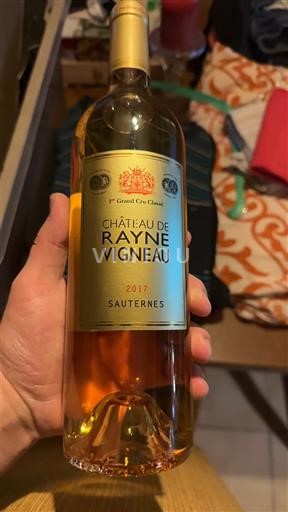 1er Grand Cru Classé
CHÂTEAU DE
RAYNE
VIGNEAU
2017
SAUTERNES